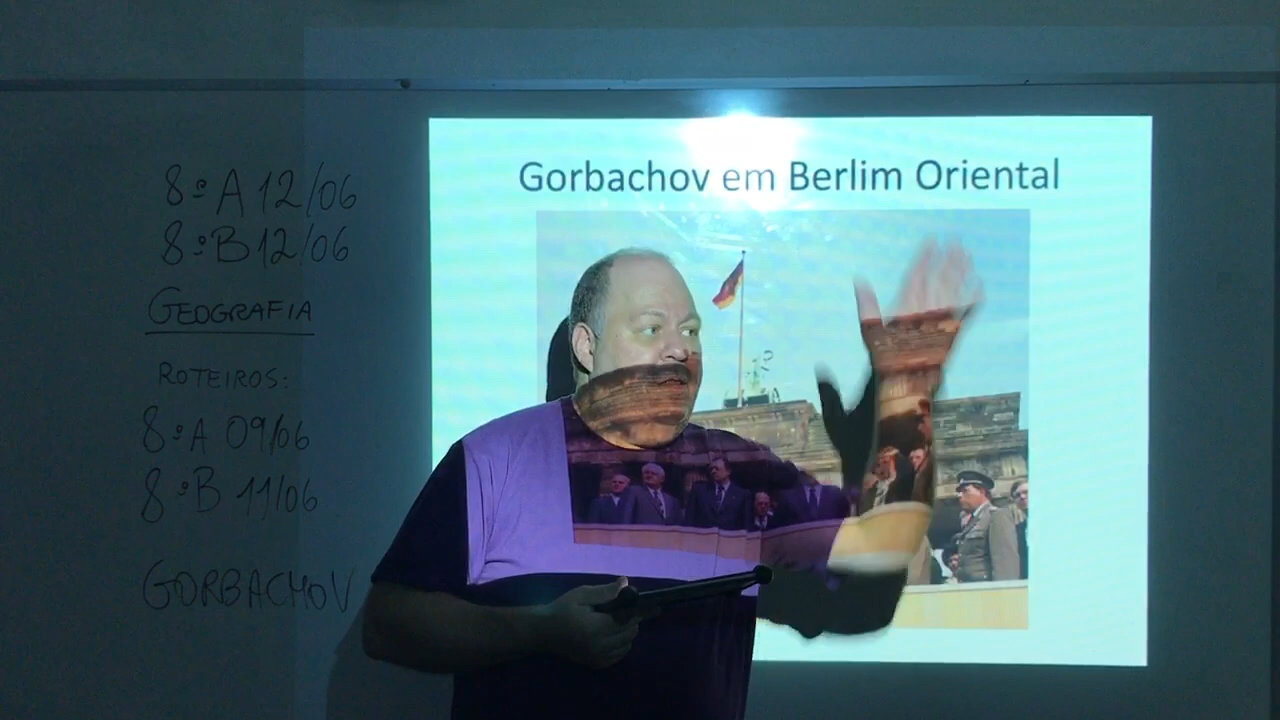 8º A 12/06
8º B 12/06
GEOGRAFIA
ROTEIROS:
8º A 09/06
8º B 11/06
GORBACHOV
Gorbachov em Berlim Oriental